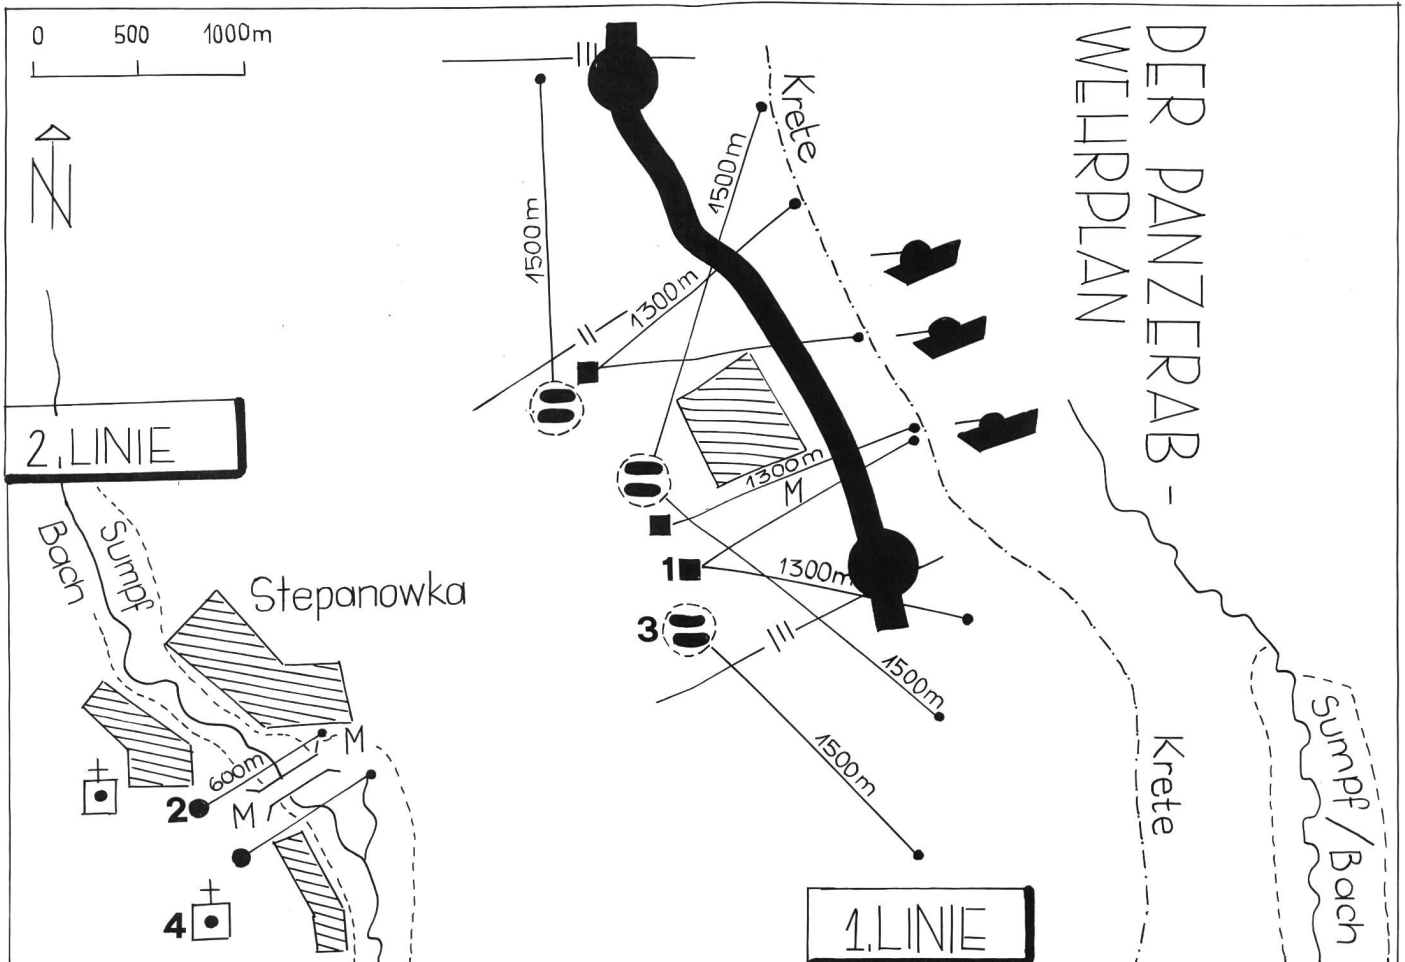 0 500 1000m
N
DER PANZERAB-
WEHRPLAN
Krete
1500m
1500m
1300m
2. LINIE
1300m
M
1
1300m
3
1500m
1500m
Bach
Sumpf
Stepanowka
M
600m
2
M
4
Krete
Sumpf/Bach
1. LINIE